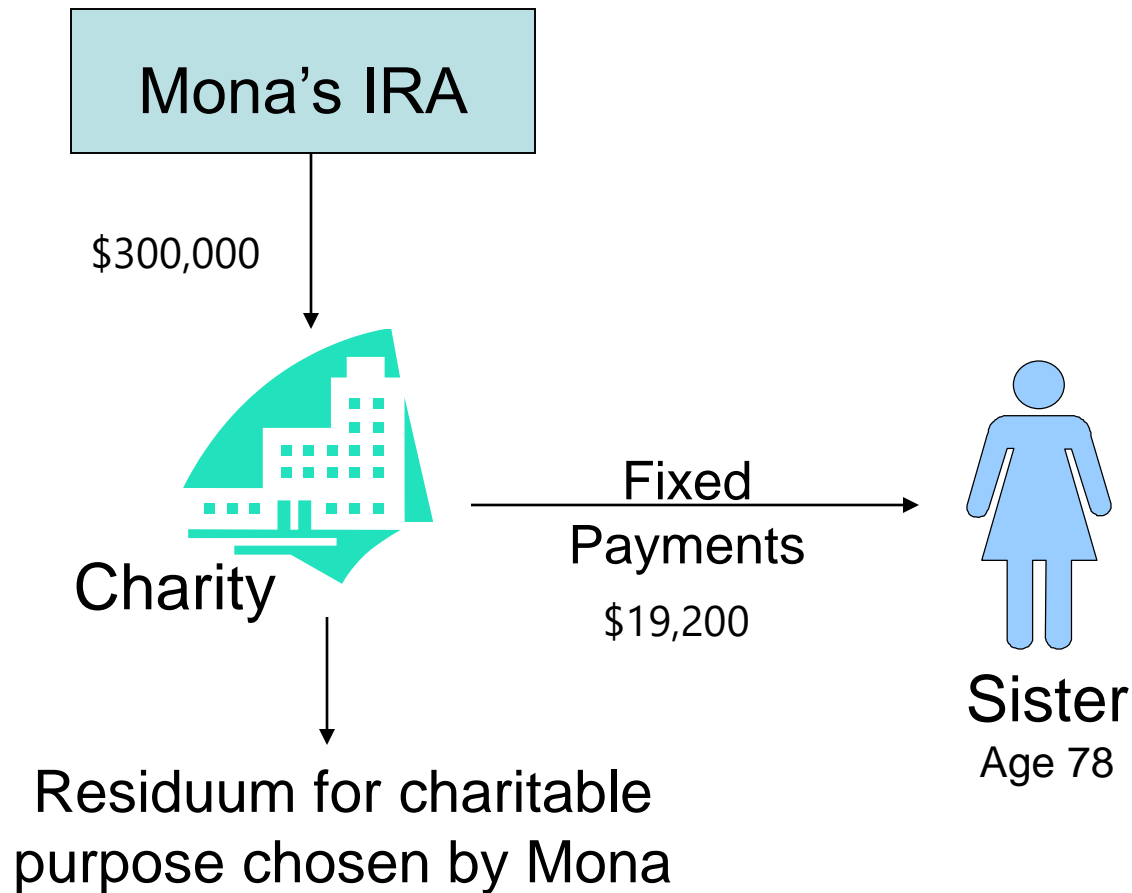 Mona’s IRA
$300,000
Charity
Fixed
Payments
$19,200
Sister
Age 78
Residuum for charitable
purpose chosen by Mona